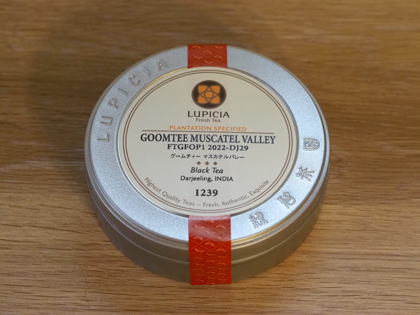 LUPICIA
LUPICIA
Fresh Tea
PLANTATION SPECIFIED
GOOMTEE MUSCATEL VALLEY
FTGFOP1 2022-DJ29
グームティー マスカテルバレー
Black Tea
Darjeeling, INDIA
1239
Highest Quality Teas – Fresh, Authentic, Exquisite